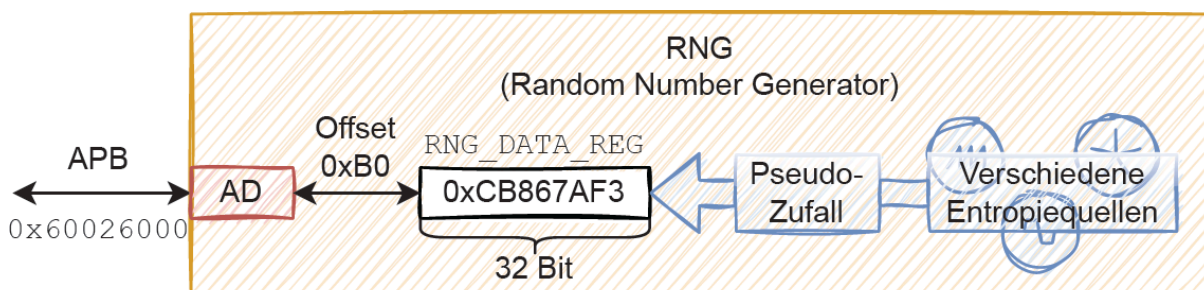 RNG
(Random Number Generator)
APB
0x60026000
AD
Offset
0xB0
RNG_DATA_REG
0xCB867AF3
32 Bit
Pseudo-
Zufall
Verschiedene
Entropiequellen